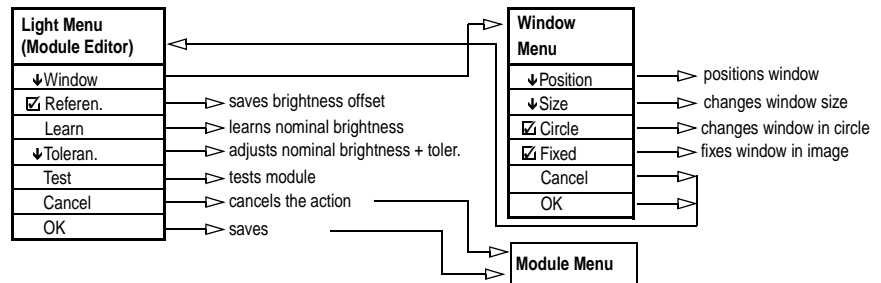 Light Menu
(Module Editor)
Window
Referen.
Learn
Toleran.
Test
Cancel
OK
saves brightness offset
learns nominal brightness
adjusts nominal brightness + toler.
tests module
cancels the action
saves
Window
Menu
Position
Size
Circle
Fixed
Cancel
OK
positions window
changes window size
changes window in circle
fixes window in image
Module Menu